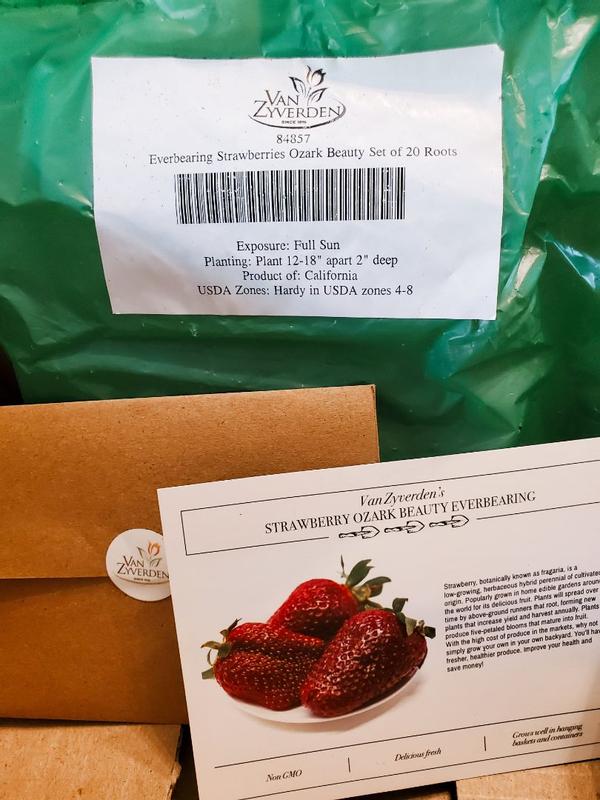 VAN
ZYVERDEN
84857
Everbearing Strawberries Ozark Beauty Set of 20 Roots
Exposure: Full Sun
Planting: Plant 12-18" apart 2" deep
Product of: California
USDA Zones: Hardy in USDA zones 4-8
VAN
ZYVERDEN
VanZyverden's
STRAWBERRY OZARK BEAUTY EVERBEARING
Strawberry, botanically known as fragaria, is a
low-growing, herbaceous hybrid perennial of cultivated
origin. Popularly grown in home edible gardens around
the world for its delicious fruit. Plants will spread over
time by above-ground runners that root, forming new
plants that increase yield and harvest annually. Plants
produce five-petaled blooms that mature into fruit.
With the high cost of produce in the markets, why not
simply grow your own in your own backyard. You'll have
fresher, healthier produce, improve your health and
save money!
Non GMO
Delicious fresh
Grows well in hanging
baskets and containers